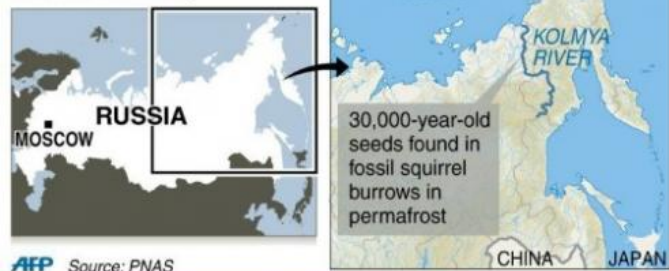 RUSSIA
MOSCOW
AFP Source: PNAS
KOLMYA
RIVER
30,000-year-old
seeds found in
fossil squirrel
burrows in
permafrost
CHINA
JAPAN